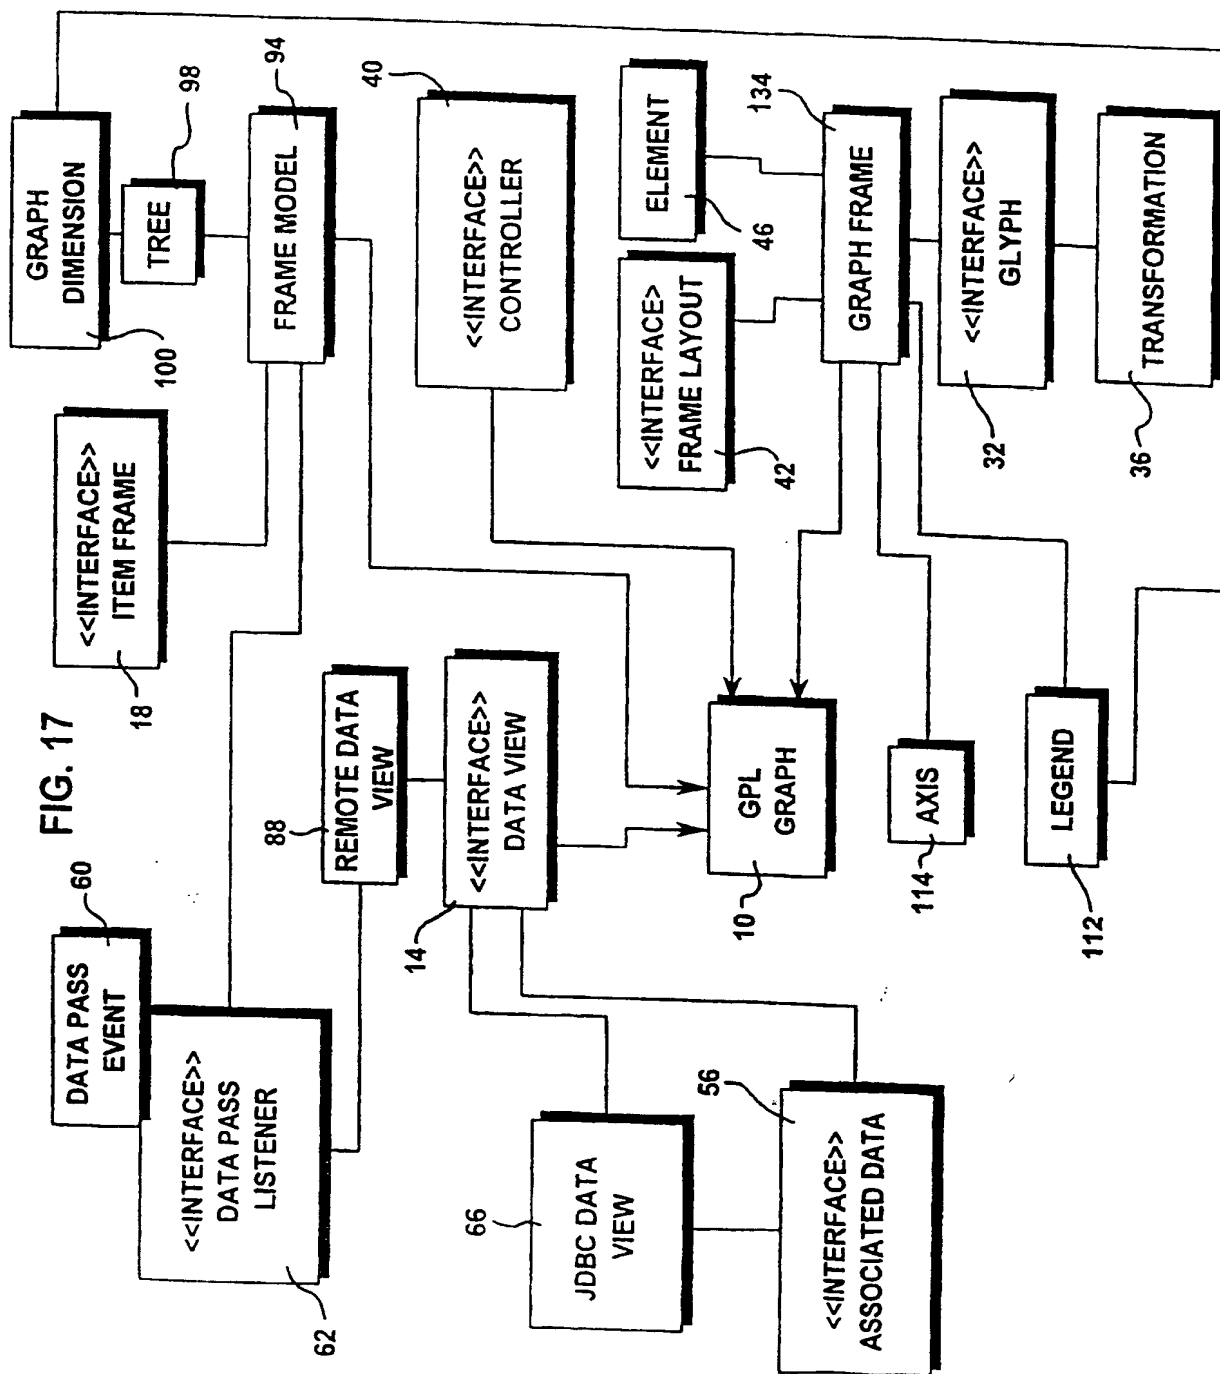 FIG. 17
DATA PASS
EVENT
60
<<INTERFACE>>
DATA PASS
LISTENER
62
<<INTERFACE>>
ITEM FRAME
18
GRAPH
DIMENSION
100
TREE
98
FRAME MODEL
94
REMOTE DATA
VIEW
88
<<INTERFACE>>
DATA VIEW
14
<<INTERFACE>>
CONTROLLER
40
JDBC DATA
VIEW
66
<<INTERFACE>>
ASSOCIATED DATA
56
GPL
GRAPH
10
<<INTERFACE>
FRAME LAYOUT
42
ELEMENT
46
GRAPH FRAME
134
AXIS
114
<<INTERFACE>>
GLYPH
32
LEGEND
112
TRANSFORMATION
36